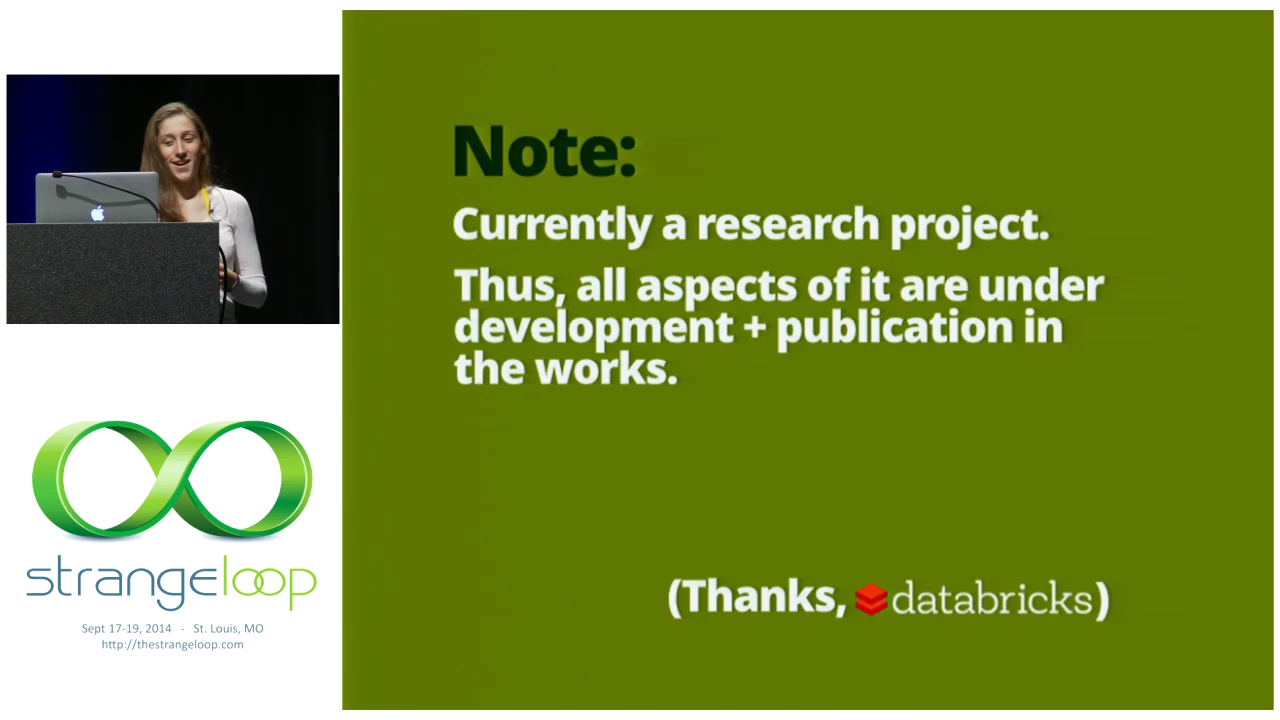 Note:
Currently a research project.
Thus, all aspects of it are under
development + publication in
the works.
(Thanks, databricks)
strangeloop
Sept 17-19, 2014 - St. Louis, MO
http://thestrangeloop.com